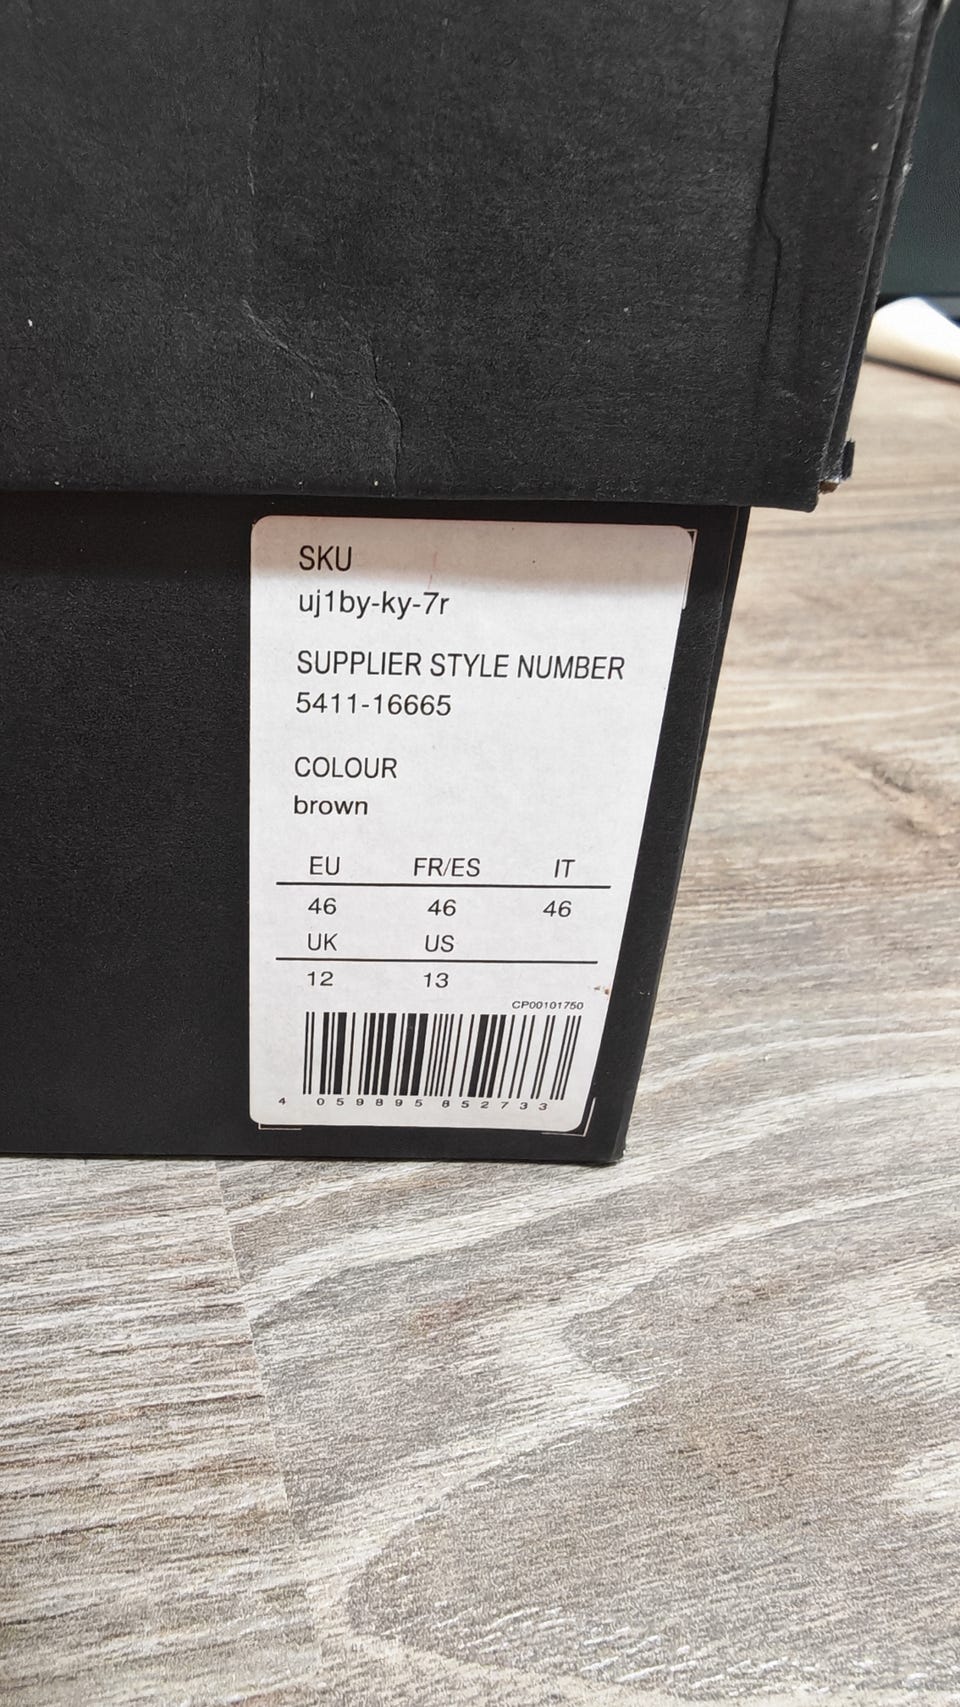 SKU
uj1by-ky-7r
SUPPLIER STYLE NUMBER
5411-16665
COLOUR
brown
EU FR/ES IT
46 46 46
UK US
12 13
CP00101750
4 059895 852733